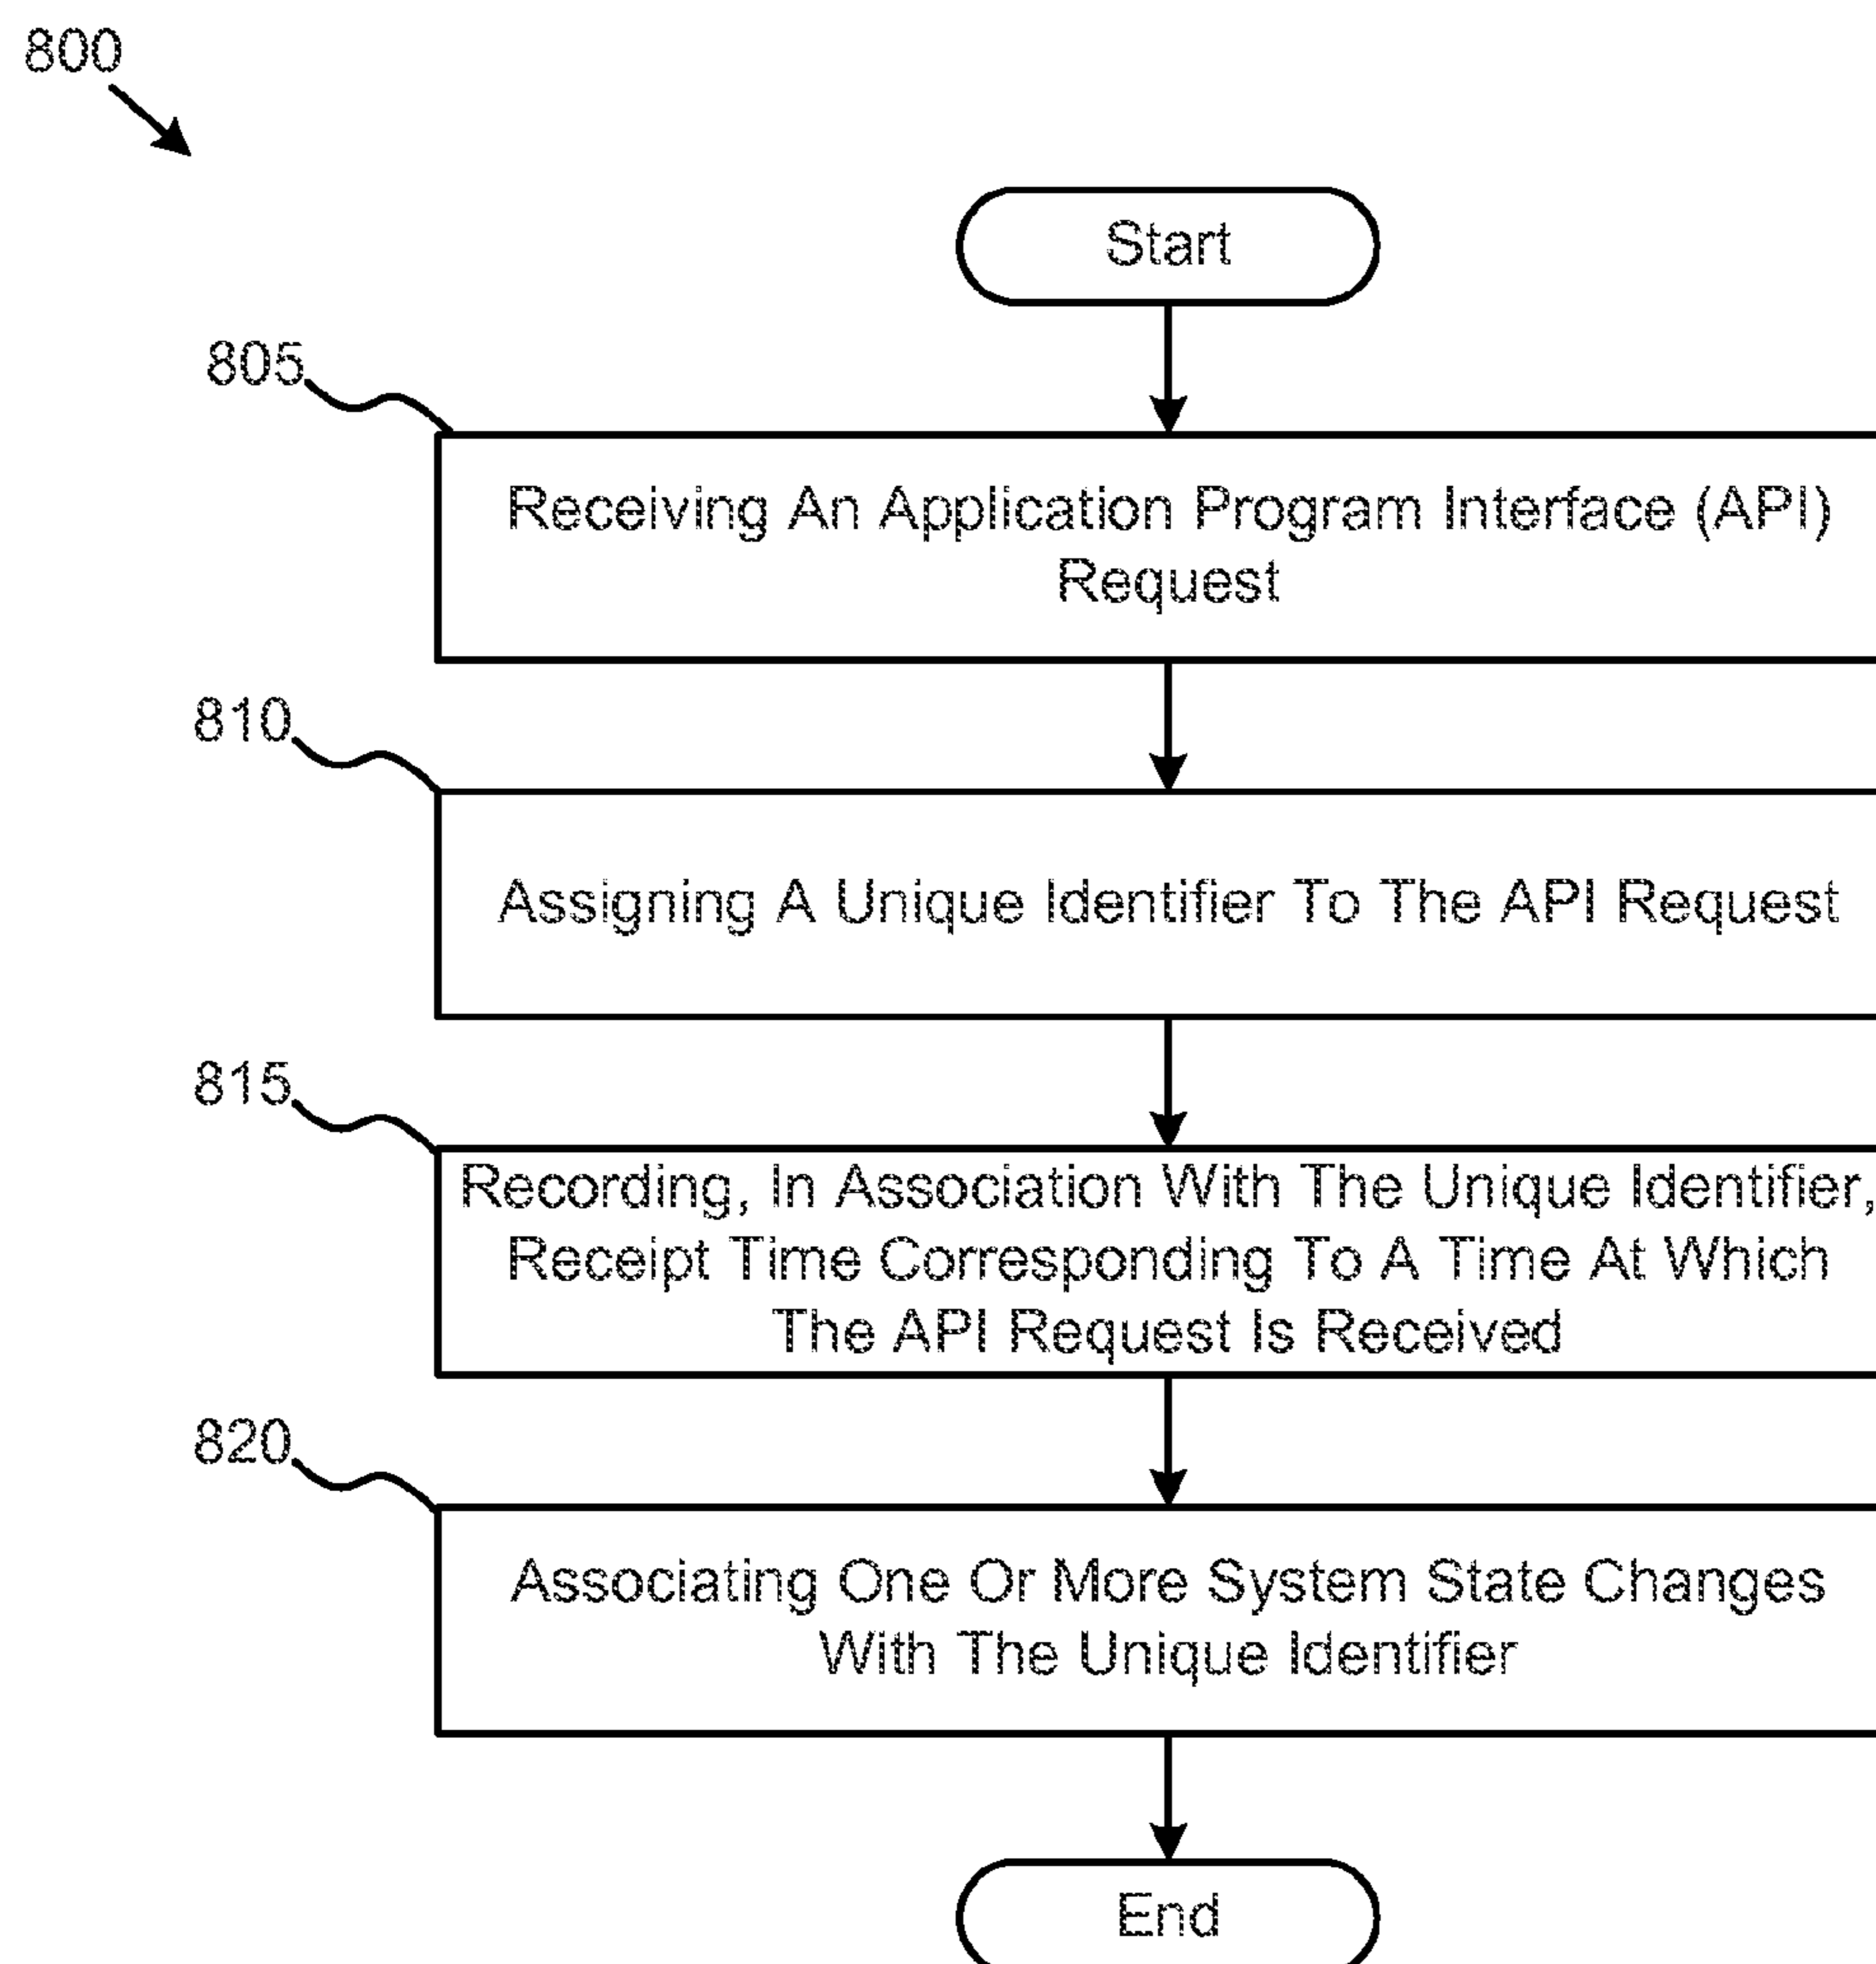 800
Start
805
Receiving An Application Program Interface (API)
Request
810
Assigning A Unique Identifier To The API Request
815
Recording, In Association With The Unique Identifier,
Receipt Time Corresponding To A Time At Which
The API Request Is Received
820
Associating One Or More System State Changes
With The Unique Identifier
End